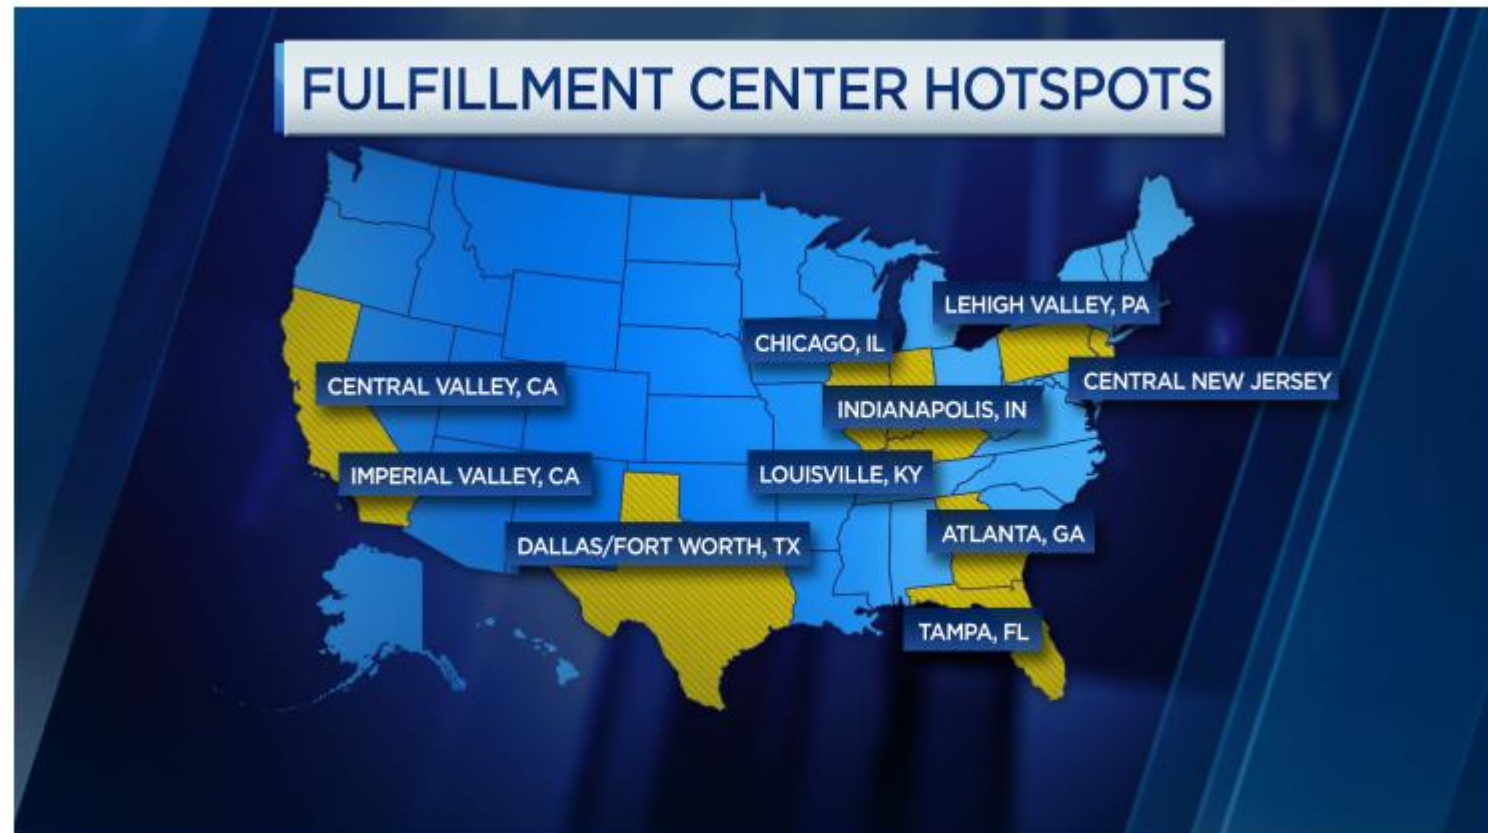 FULFILLMENT CENTER HOTSPOTS
LEHIGH VALLEY, PA
CHICAGO, IL
CENTRAL NEW JERSEY
CENTRAL VALLEY, CA
INDIANAPOLIS, IN
IMPERIAL VALLEY, CA
LOUISVILLE, KY
ATLANTA, GA
DALLAS/FORT WORTH, TX
TAMPA, FL